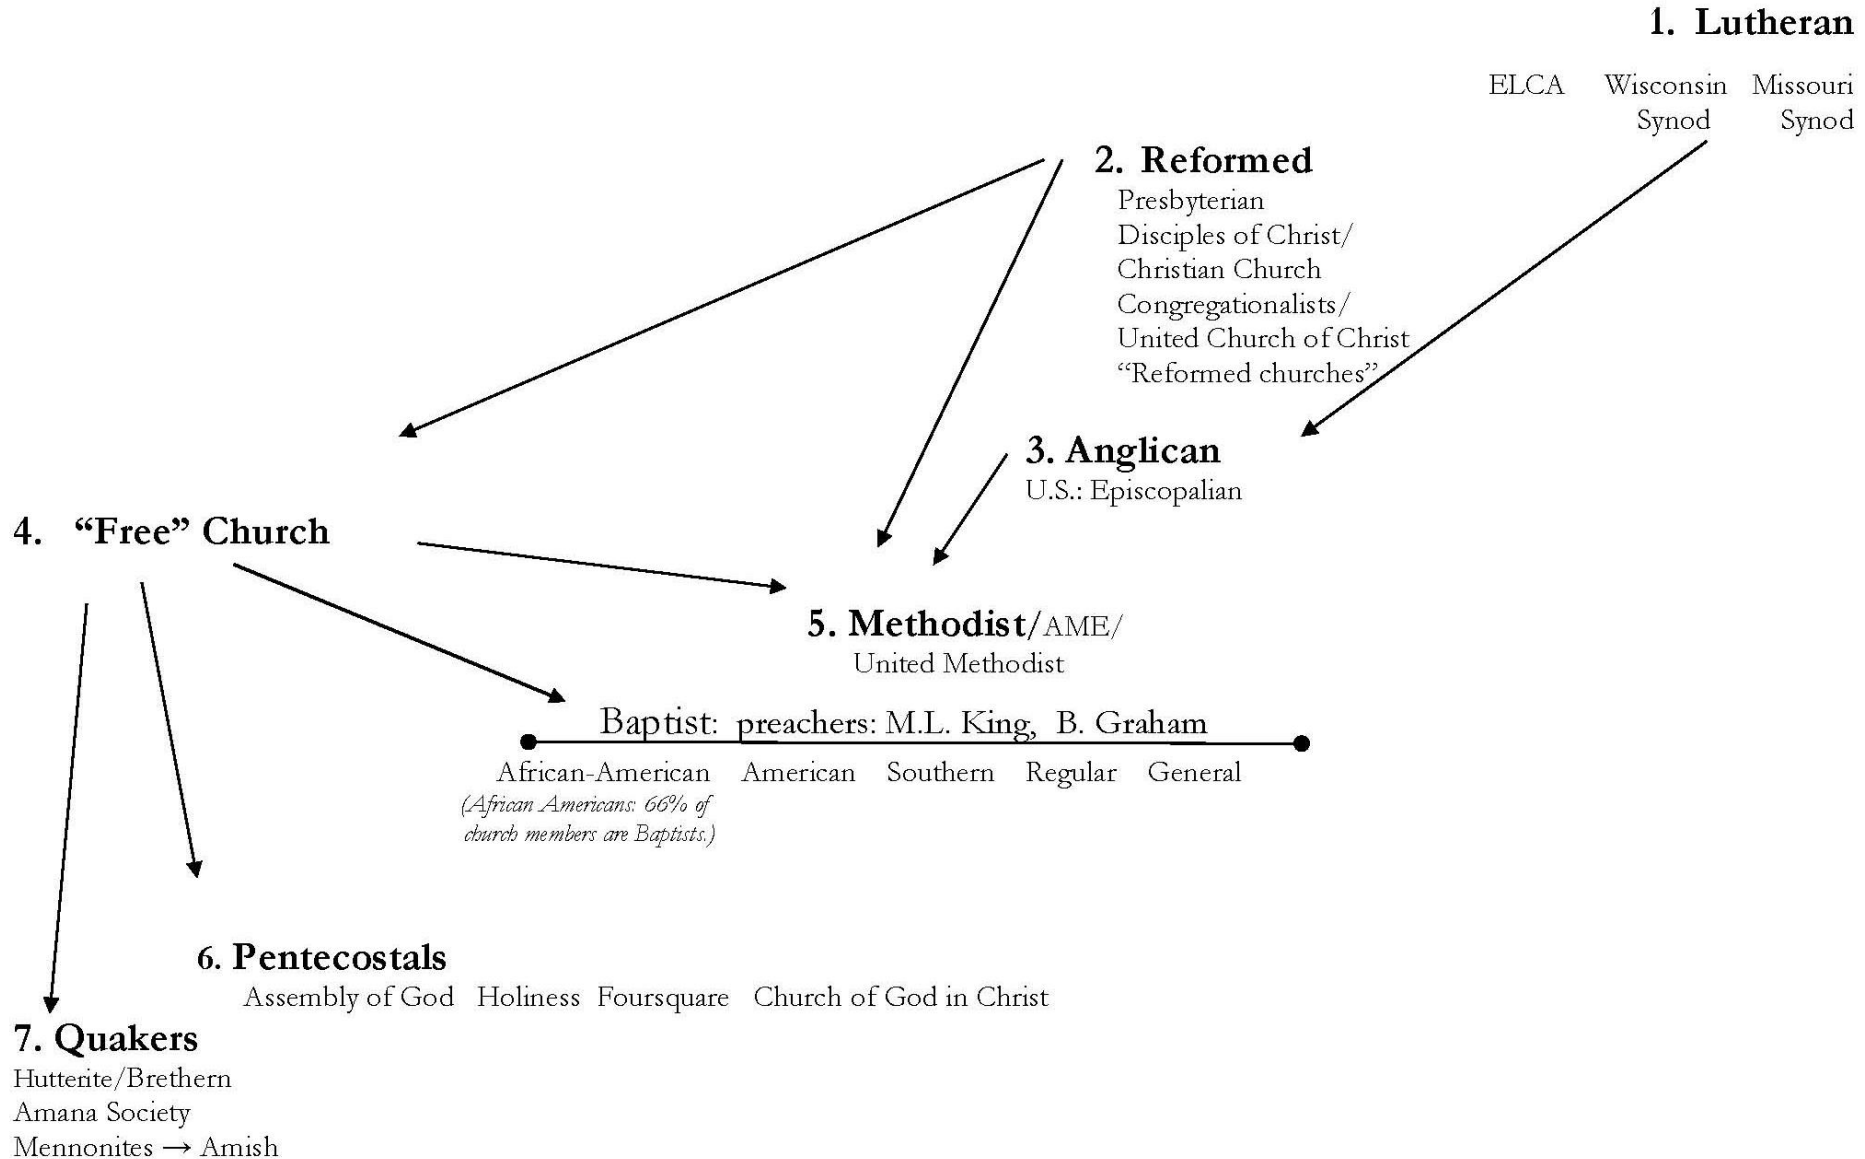 1. Lutheran
ELCA Wisconsin Missouri
Synod Synod
2. Reformed
Presbyterian
Disciples of Christ/
Christian Church
Congregationalists/
United Church of Christ
“Reformed churches”
3. Anglican
U.S.: Episcopalian
4. “Free” Church
5. Methodist/AME/
United Methodist
Baptist: preachers: M.L. King, B. Graham
African-American American Southern Regular General
(African Americans: 66% of
church members are Baptists.)
6. Pentecostals
Assembly of God Holiness Foursquare Church of God in Christ
7. Quakers
Hutterite/Brethern
Amana Society
Mennonites → Amish